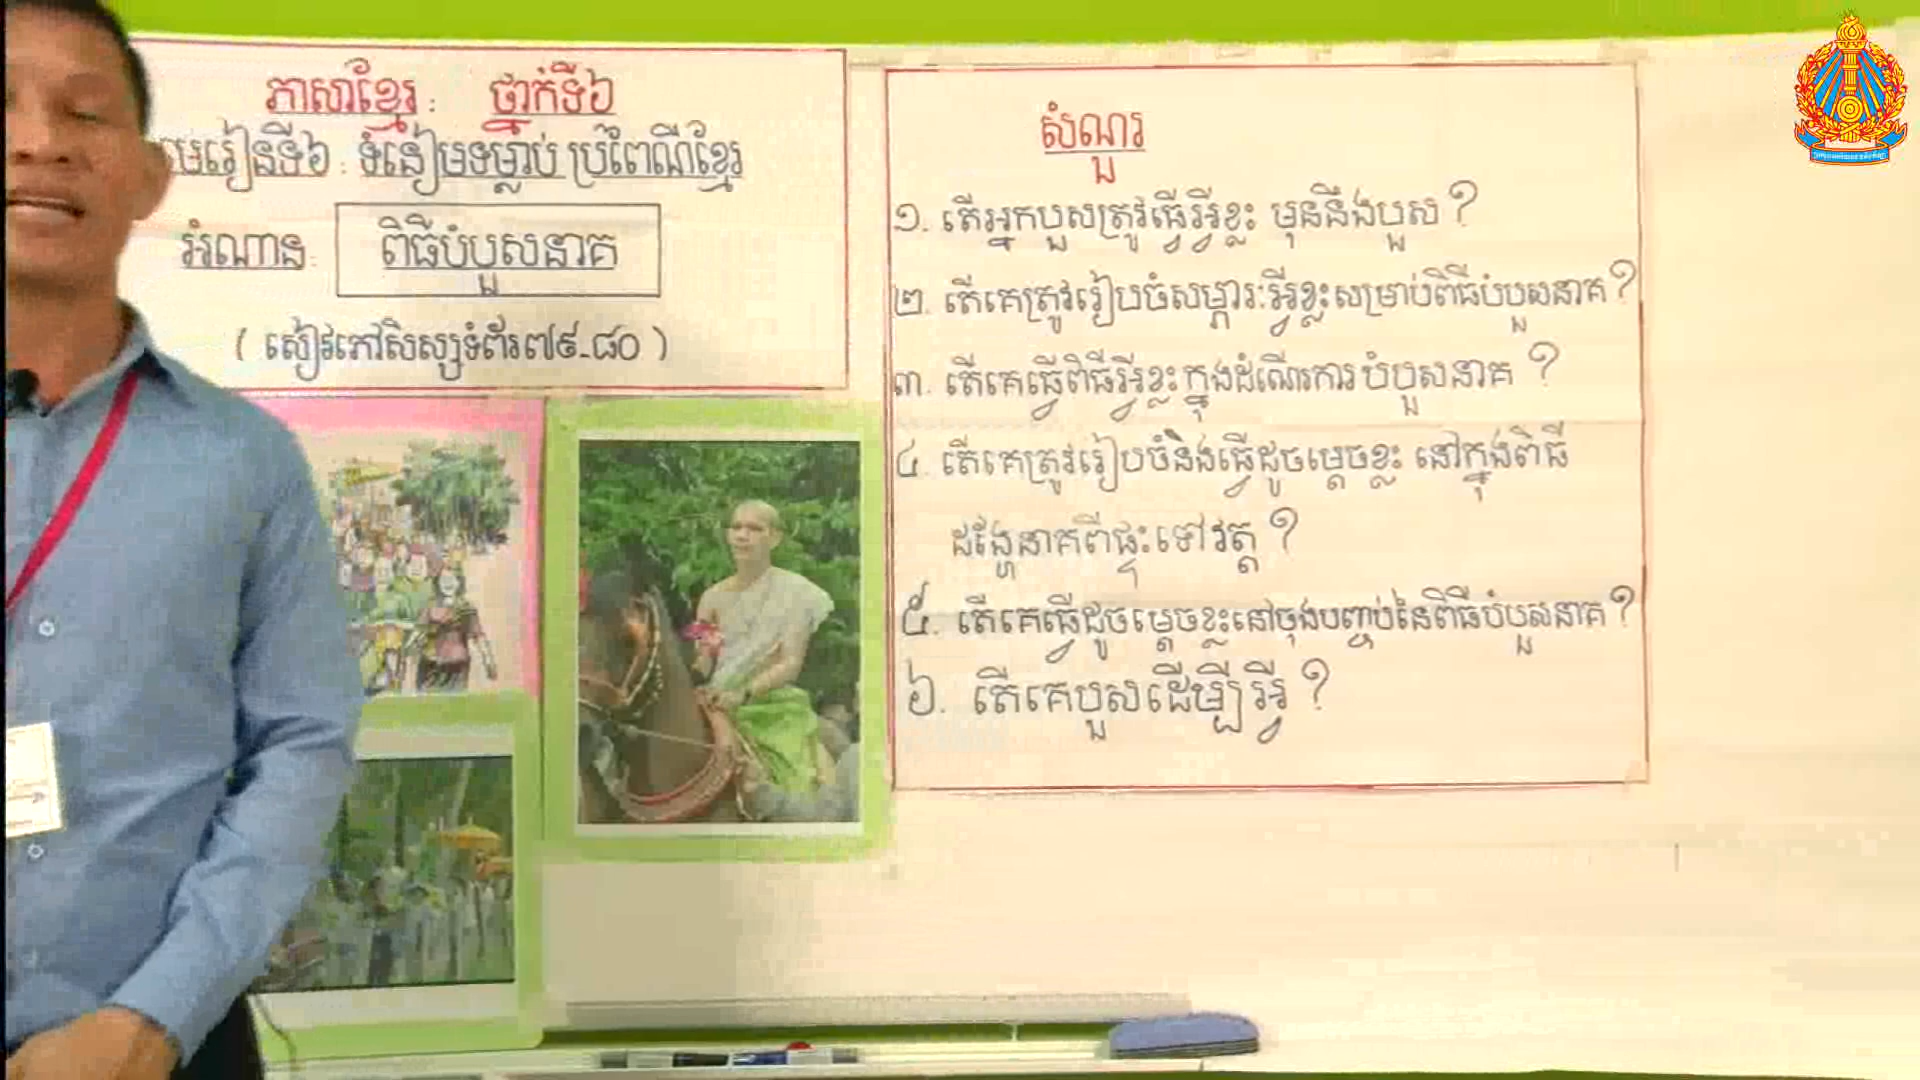 ភាសាខ្មែរ : ថ្នាក់ទី៦
មេរៀនទី៦ : ទំនៀមទម្លាប់ ប្រពៃណីខ្មែរ
អំណាន : ពិធីបំបួសនាគ
( សៀវភៅសិស្សទំព័រ៧៩-៨០ )
សំណួរ
១. តើអ្នកបួសត្រូវធ្វើអ្វីខ្លះ មុននឹងបួស ?
២. តើគេត្រូវរៀបចំសម្ភារៈអ្វីខ្លះសម្រាប់ពិធីបំបួសនាគ ?
៣. តើគេធ្វើពិធីអ្វីខ្លះក្នុងដំណើរការបំបួសនាគ ?
៤. តើគេត្រូវរៀបចំនិងធ្វើដូចម្ដេចខ្លះ នៅក្នុងពិធី
ដង្ហែនាគពីផ្ទះទៅវត្ត ?
៥. តើគេធ្វើដូចម្ដេចខ្លះនៅចុងបញ្ចប់នៃពិធីបំបួសនាគ ?
៦. តើគេបួសដើម្បីអ្វី ?